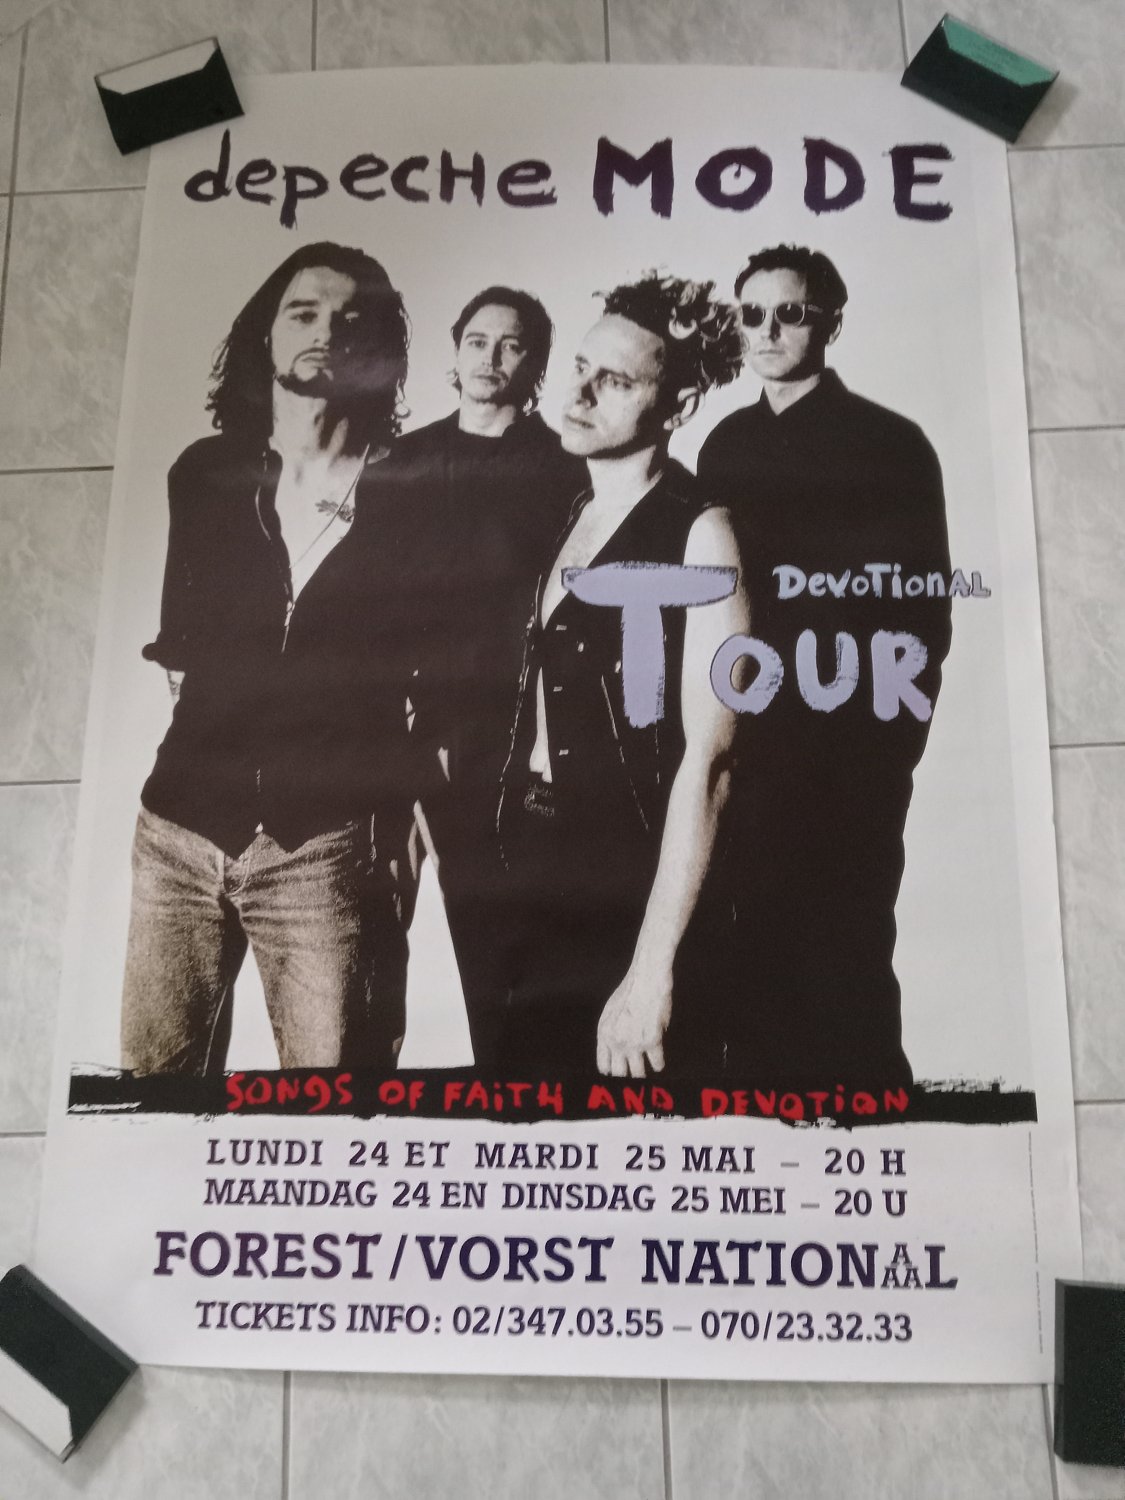 depecHe MODE
DevoTionAL
TOUR
SONGS OF FAiTH AND DEVOTiON
LUNDI 24 ET MARDI 25 MAI – 20 H
MAANDAG 24 EN DINSDAG 25 MEI – 20 U
FOREST/VORST NATIONAAAL
TICKETS INFO: 02/347.03.55 – 070/23.32.33